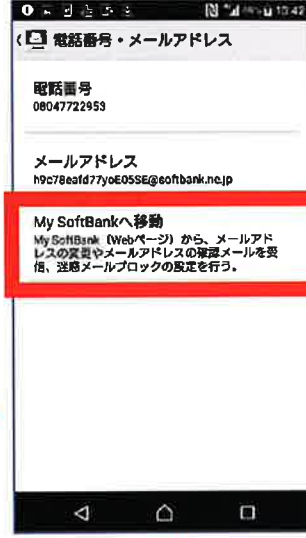 15:42
電話番号・メールアドレス
電話番号
08047722953
メールアドレス
h9c78eafd77yoE05SE@softbank.ne.jp
My SoftBankへ移動
My SoftBank（Webページ）から、メールアド
レスの変更やメールアドレスの確認メールを受
信、迷惑メールブロックの設定を行う。